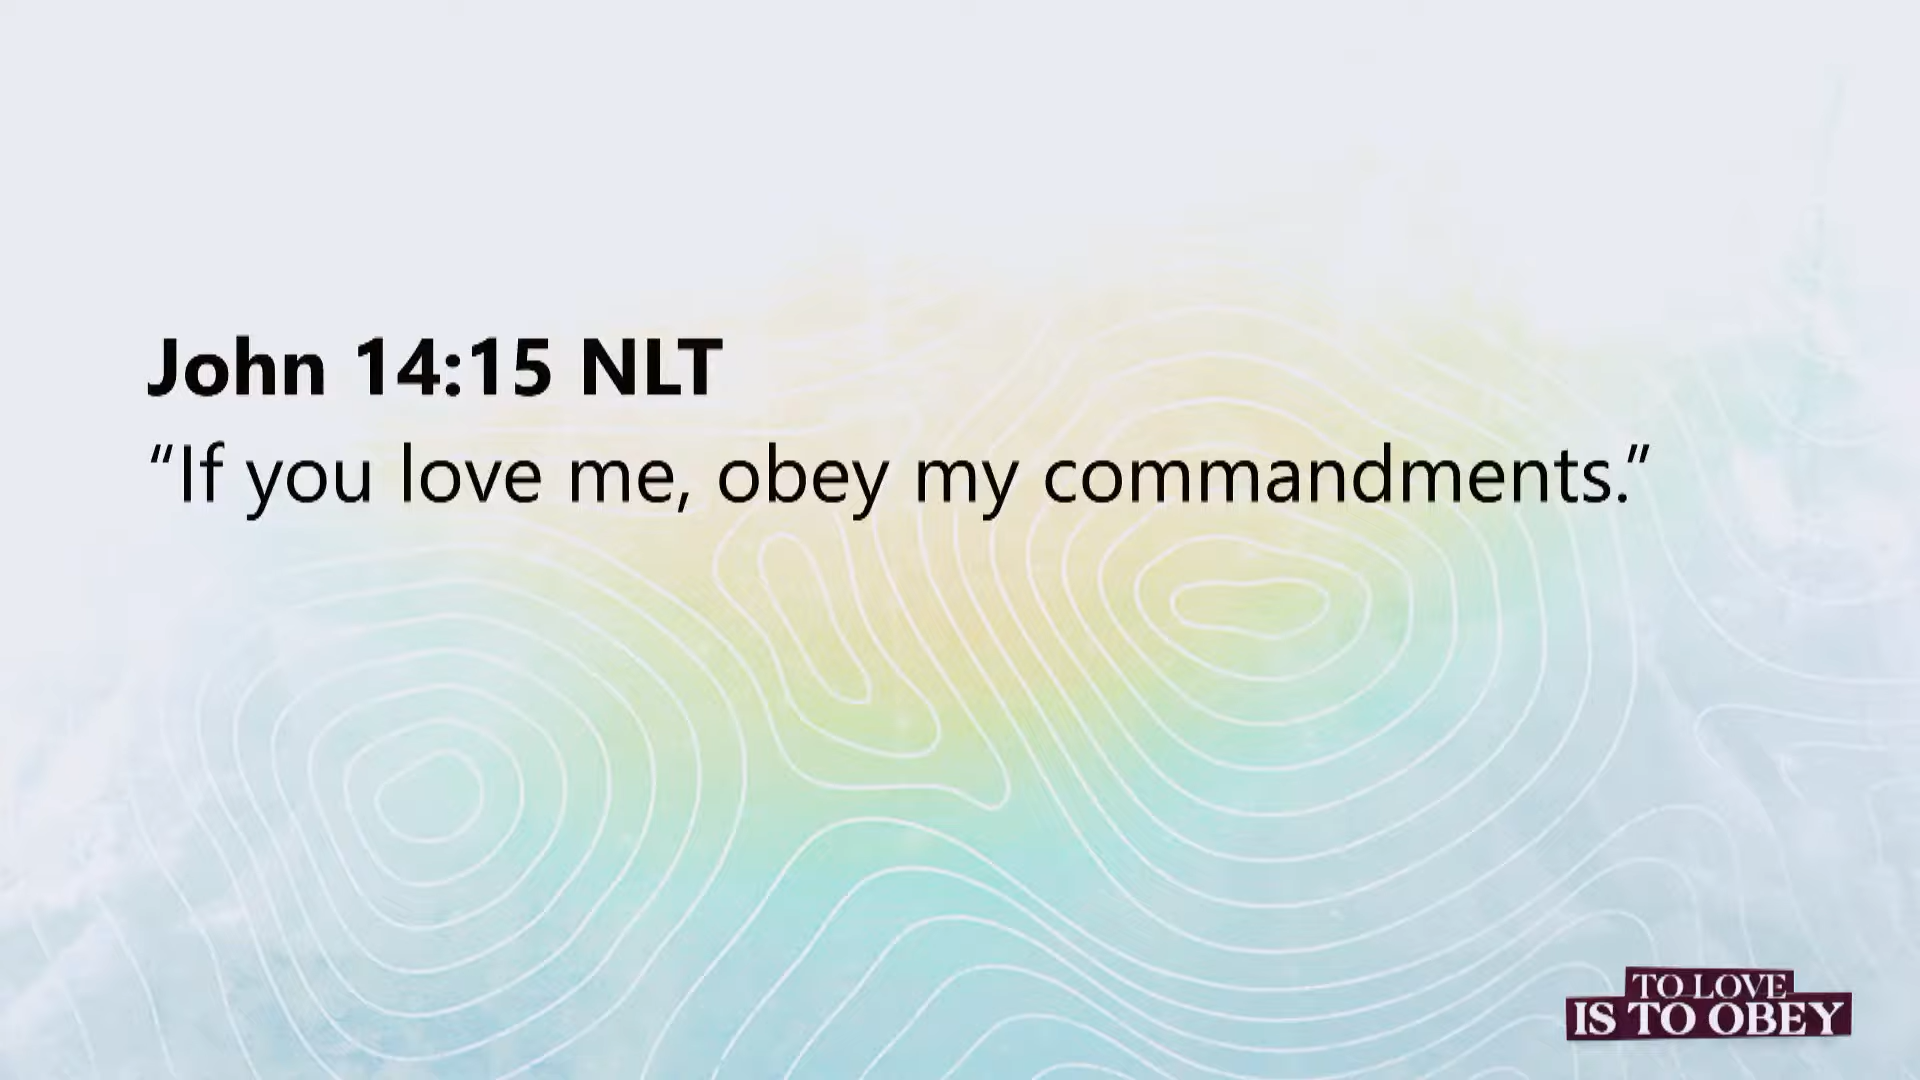 John 14:15 NLT
“If you love me, obey my commandments.”
TO LOVE
IS TO OBEY